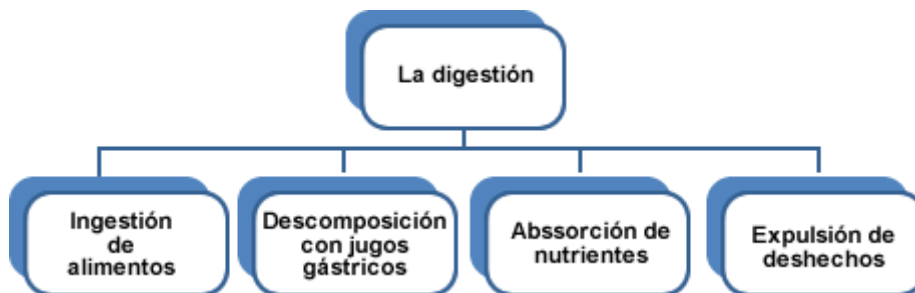 La digestión
Ingestión
de
alimentos
Descomposición
con jugos
gástricos
Abssorción de
nutrientes
Expulsión de
deshechos